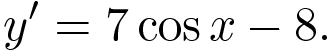 y′ = 7 cos x − 8.